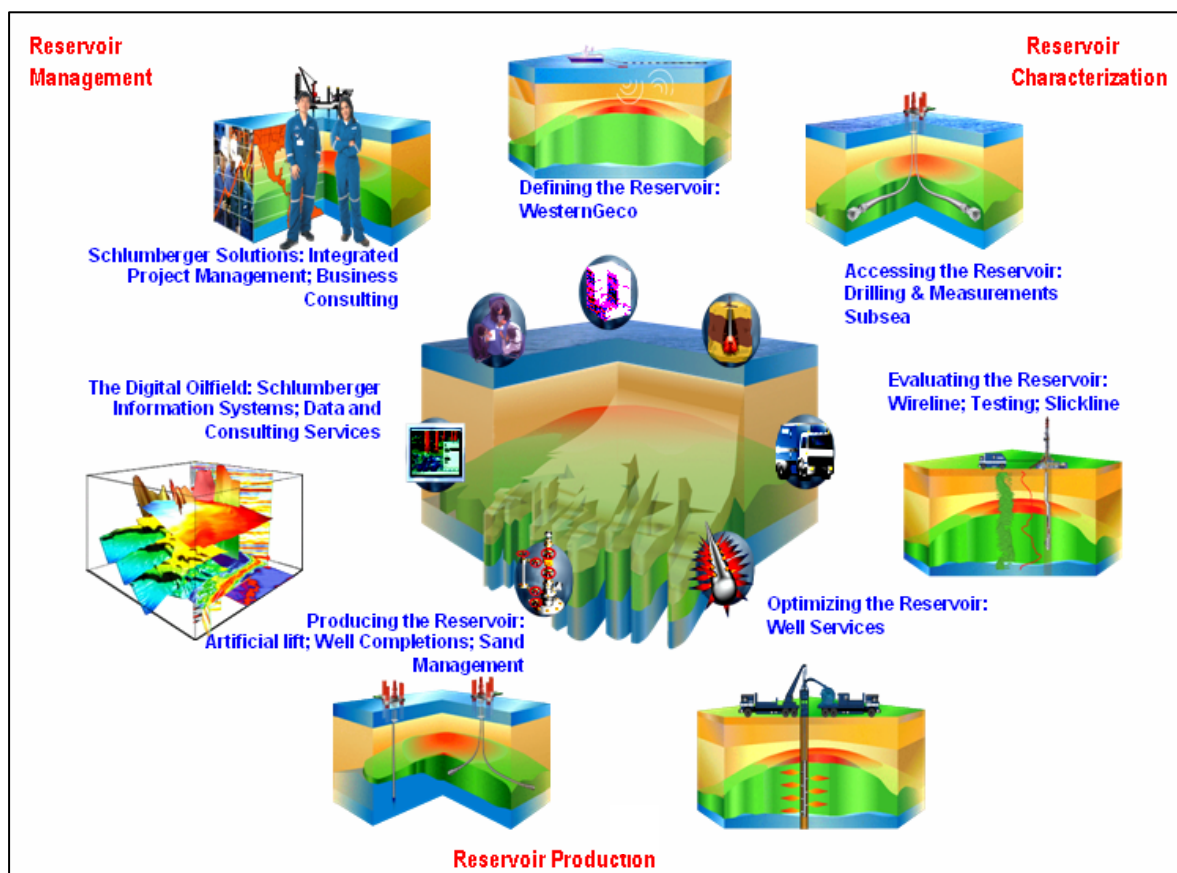 Reservoir
Management
Reservoir
Characterization
Defining the Reservoir:
WesternGeco
Schlumberger Solutions: Integrated
Project Management; Business
Consulting
Accessing the Reservoir:
Drilling & Measurements
Subsea
The Digital Oilfield: Schlumberger
Information Systems; Data and
Consulting Services
Evaluating the Reservoir:
Wireline; Testing; Slickline
Producing the Reservoir:
Artificial lift; Well Completions; Sand
Management
Optimizing the Reservoir:
Well Services
Reservoir Production